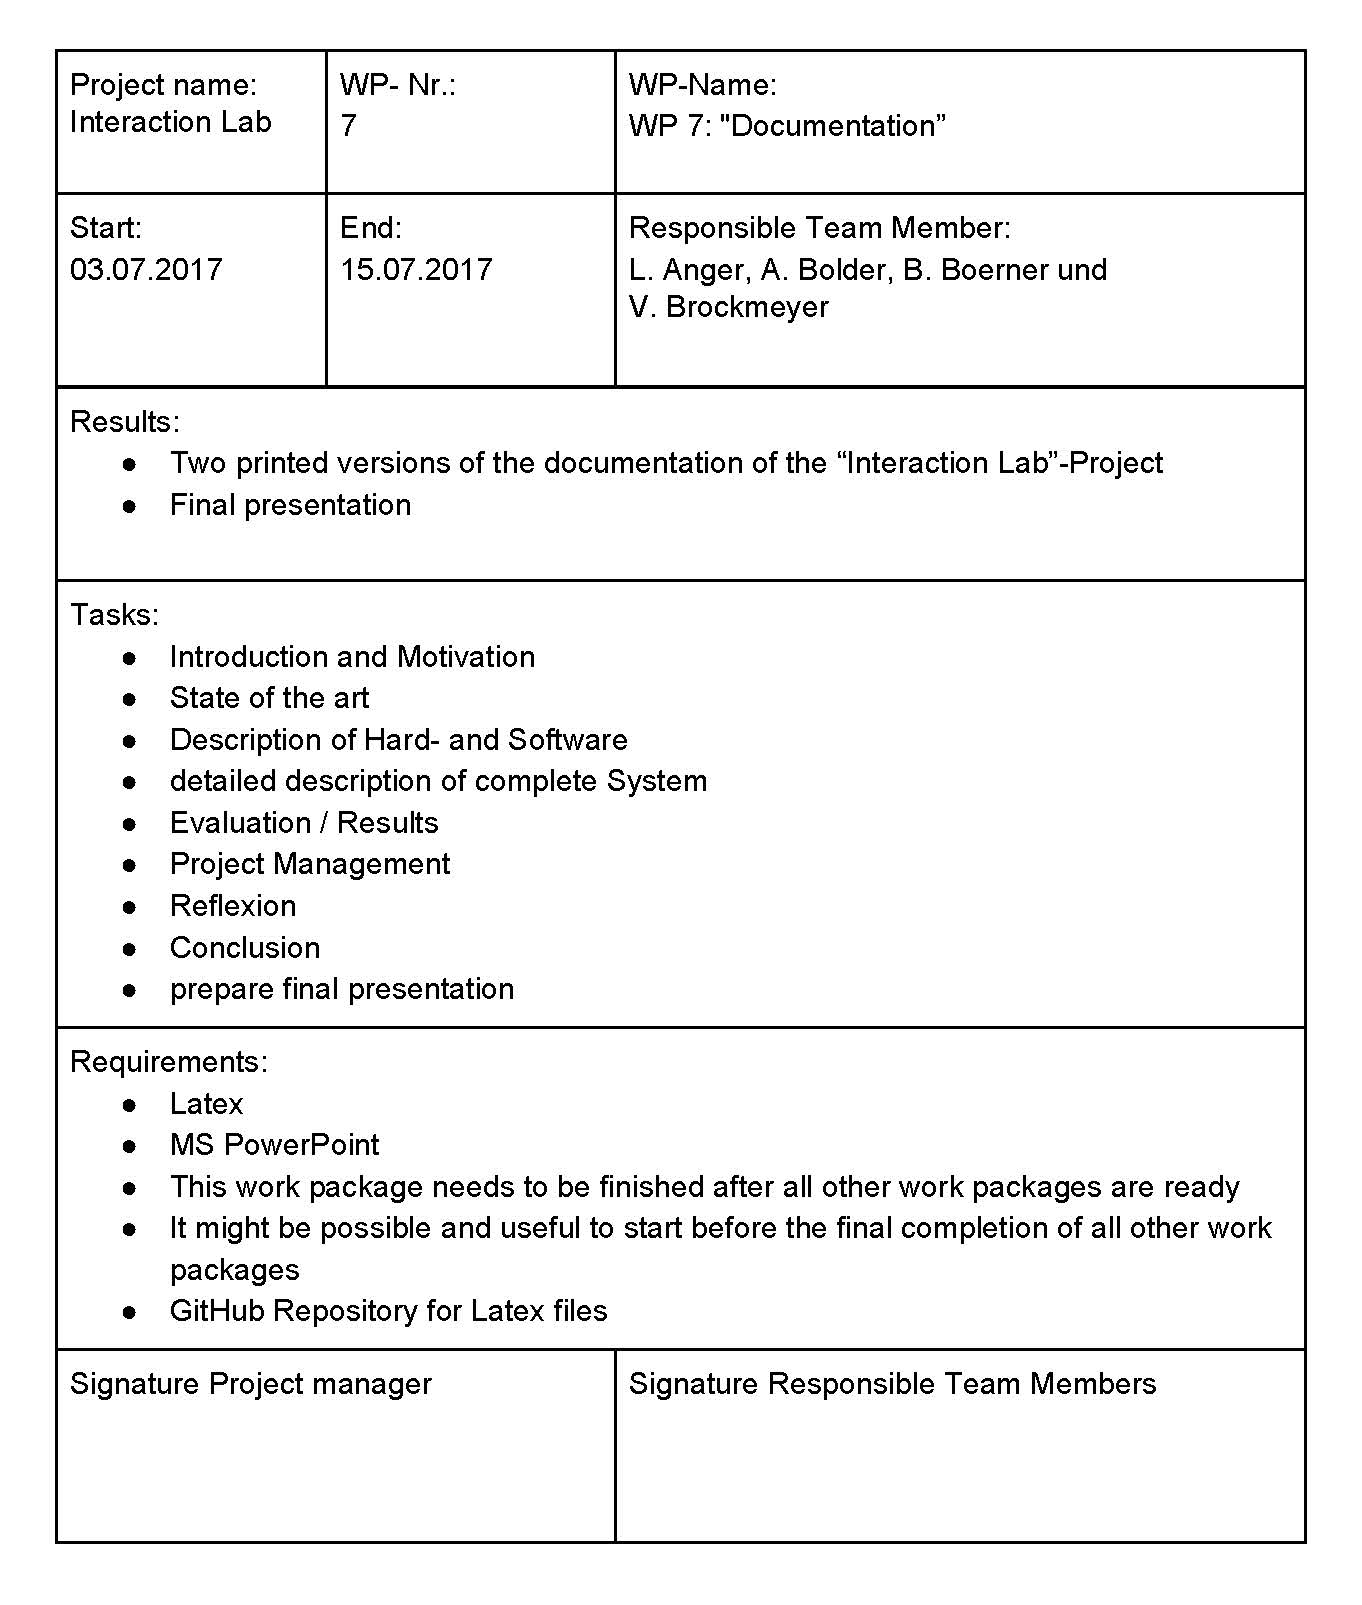 Project name:
Interaction Lab
WP- Nr.:
7
WP-Name:
WP 7: "Documentation”
Start:
03.07.2017
End:
15.07.2017
Responsible Team Member:
L. Anger, A. Bolder, B. Boerner und
V. Brockmeyer
Results:
● Two printed versions of the documentation of the “Interaction Lab”-Project
● Final presentation
Tasks:
● Introduction and Motivation
● State of the art
● Description of Hard- and Software
● detailed description of complete System
● Evaluation / Results
● Project Management
● Reflexion
● Conclusion
● prepare final presentation
Requirements:
● Latex
● MS PowerPoint
● This work package needs to be finished after all other work packages are ready
● It might be possible and useful to start before the final completion of all other work
packages
● GitHub Repository for Latex files
Signature Project manager
Signature Responsible Team Members